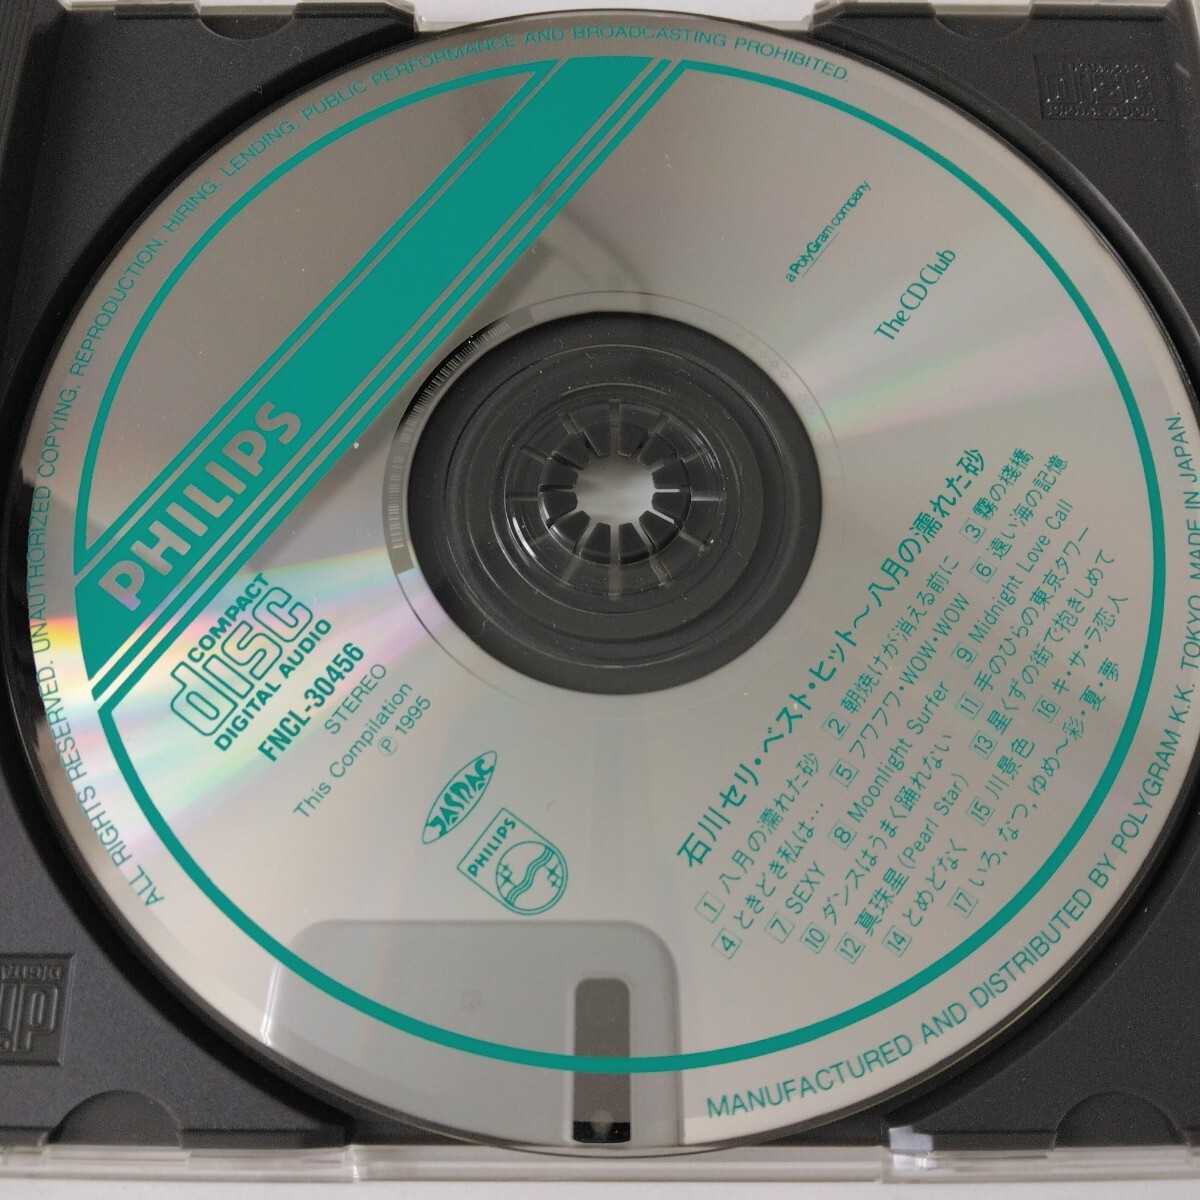 ALL RIGHTS RESERVED. UNAUTHORIZED COPYING, REPRODUCTION, HIRING, LENDING, PUBLIC PERFORMANCE AND BROADCASTING PROHIBITED.
PHILIPS
a PolyGram company
The CD Club
COMPACT
disc
DIGITAL AUDIO
FNCL-30456
STEREO
This Compilation
Ⓟ 1995
JASRAC
PHILIPS
石川セリ・ベスト・ヒット〜八月の濡れた砂
1 八月の濡れた砂 2 朝焼けが消える前に 3 霧の棧橋
4 ときどき私は… 5 フワフワ・WOW・WOW 6 遠い海の記憶
7 SEXY 8 Moonlight Surfer 9 Midnight Love Call
10 ダンスはうまく踊れない 11 手のひらの東京タワー
12 真珠星 (Pearl Star) 13 星くずの街で抱きしめて
14 とめどなく 15 川景色 16 キ・サ・ラ恋人
17 いろ,なつ,ゆめ〜彩・夏・夢
MANUFACTURED AND DISTRIBUTED BY POLYGRAM K.K. TOKYO. MADE IN JAPAN.